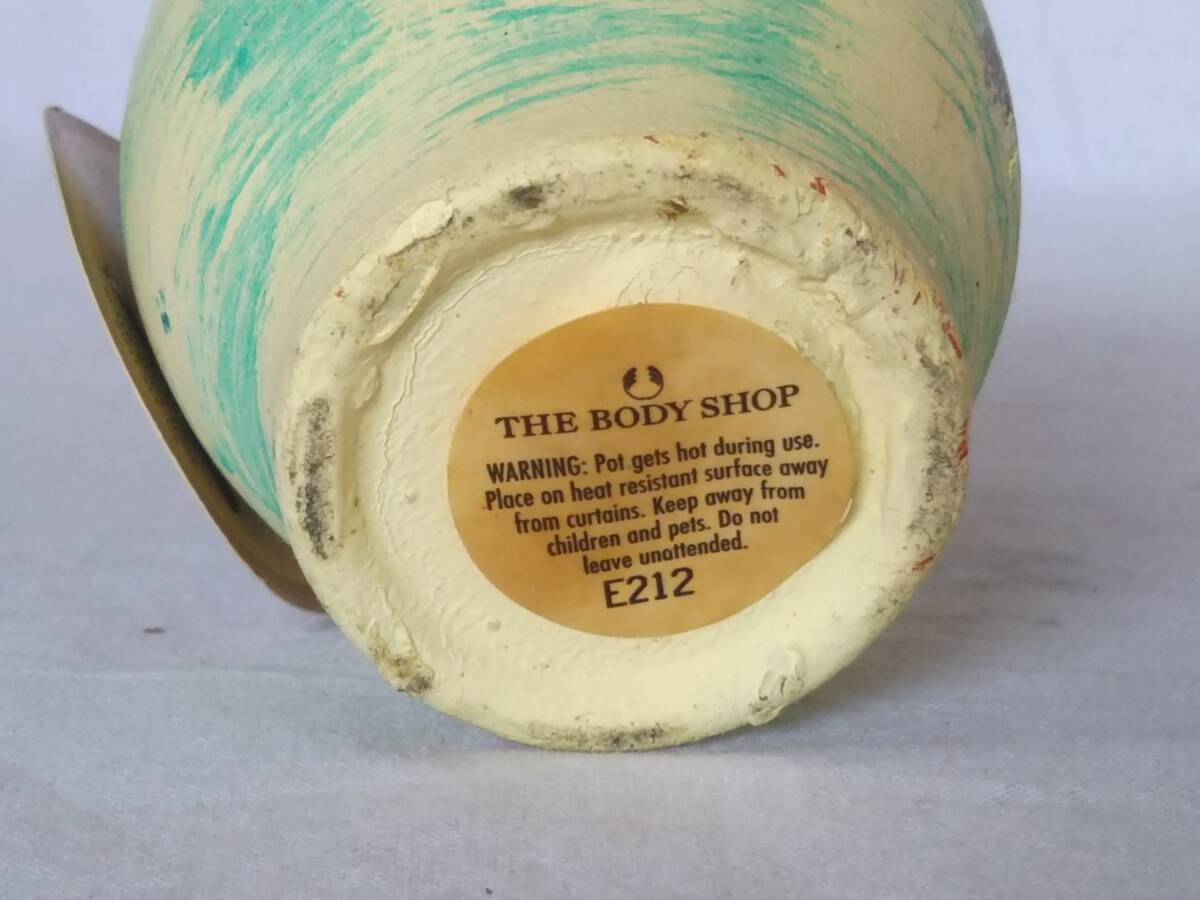 THE BODY SHOP
WARNING: Pot gets hot during use.
Place on heat resistant surface away
from curtains. Keep away from
children and pets. Do not
leave unattended.
E212